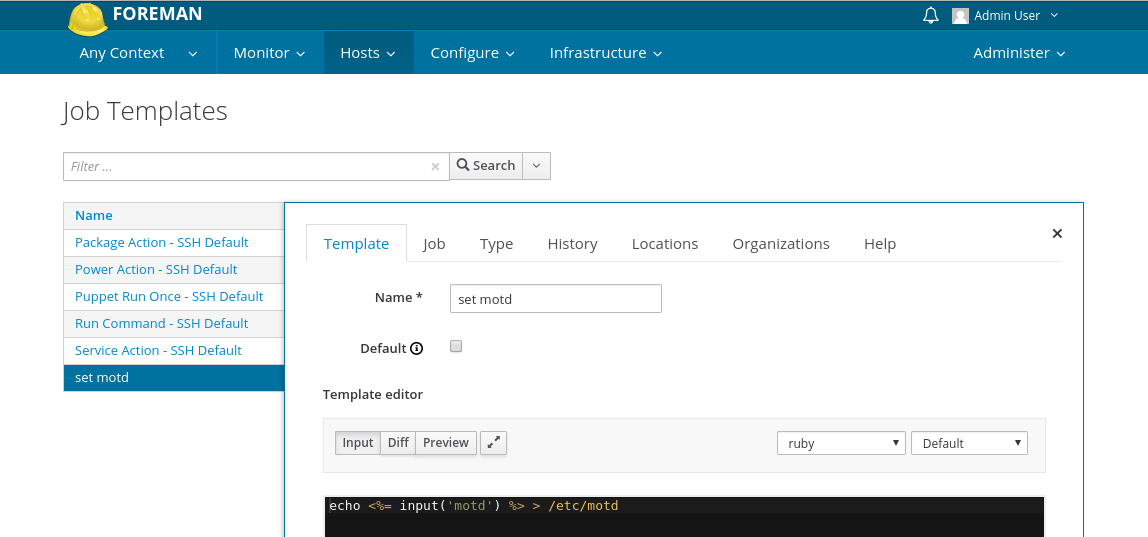 FOREMAN
Admin User
Any Context
Monitor
Hosts
Configure
Infrastructure
Administer
Job Templates
Filter ...
Search
Name
Package Action - SSH Default
Power Action - SSH Default
Puppet Run Once - SSH Default
Run Command - SSH Default
Service Action - SSH Default
set motd
Template
Job
Type
History
Locations
Organizations
Help
Name *
set motd
Default
Template editor
Input
Diff
Preview
ruby
Default
echo <%= input('motd') %> > /etc/motd